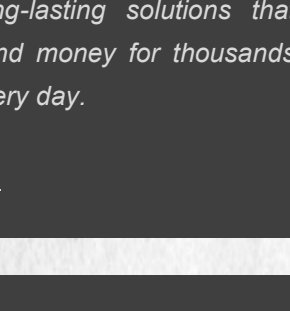 ng-lasting solutions tha
nd money for thousands
ery day.